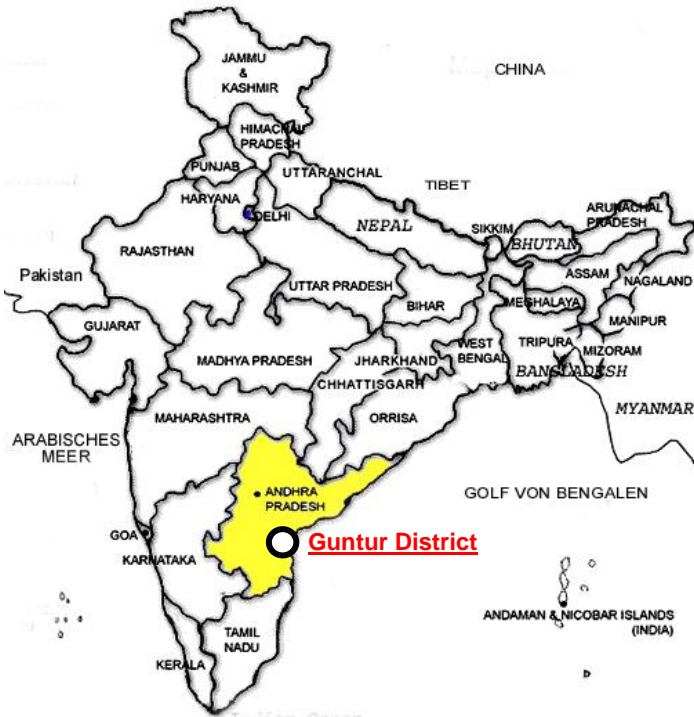 JAMMU
&
KASHMIR
CHINA
HIMACHAL
PRADESH
PUNJAB
UTTARANCHAL
HARYANA
DELHI
TIBET
NEPAL
SIKKIM
BHUTAN
ARUNACHAL
PRADESH
RAJASTHAN
Pakistan
UTTAR PRADESH
BIHAR
ASSAM
NAGALAND
MEGHALAYA
MANIPUR
GUJARAT
MADHYA PRADESH
JHARKHAND
WEST
BENGAL
TRIPURA
MIZORAM
BANGLADESH
CHHATTISGARH
MAHARASHTRA
ORRISA
MYANMAR
ARABISCHES
MEER
ANDHRA
PRADESH
GOLF VON BENGALEN
GOA
KARNATAKA
Guntur District
ANDAMAN & NICOBAR ISLANDS
(INDIA)
TAMIL
NADU
KERALA